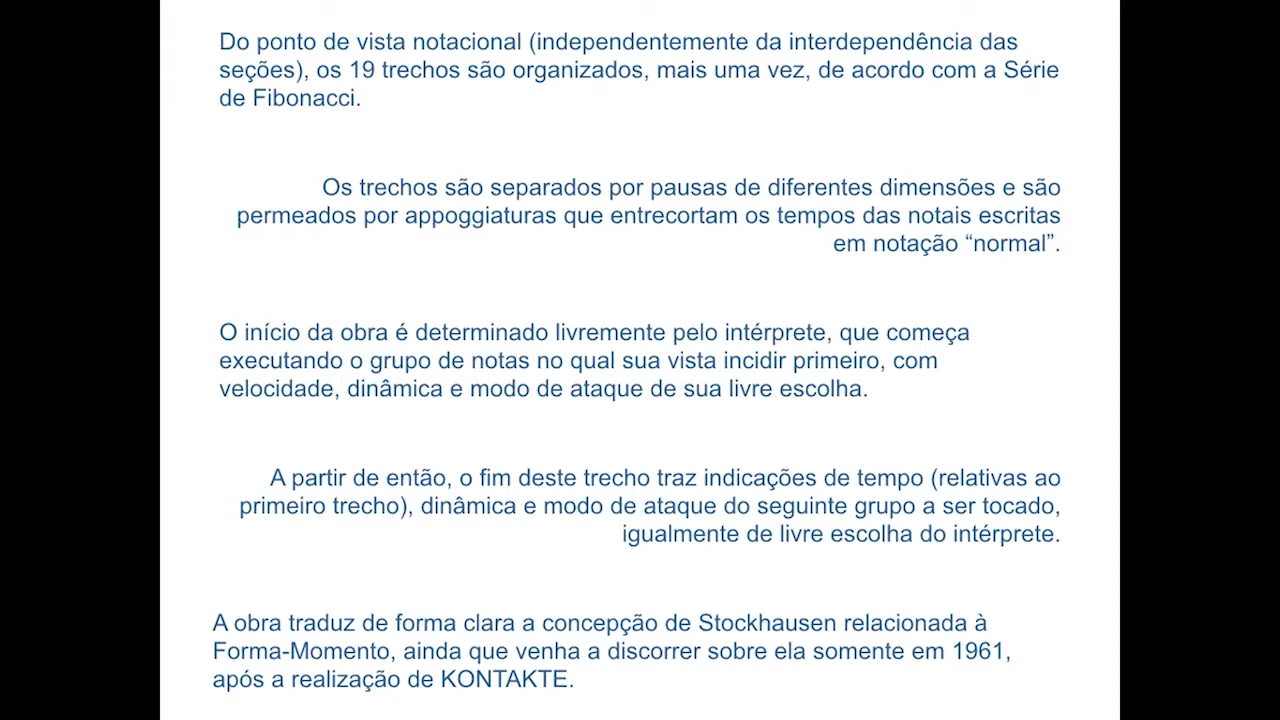 Do ponto de vista notacional (independentemente da interdependência das
seções), os 19 trechos são organizados, mais uma vez, de acordo com a Série
de Fibonacci.
Os trechos são separados por pausas de diferentes dimensões e são
permeados por appoggiaturas que entrecortam os tempos das notais escritas
em notação “normal”.
O início da obra é determinado livremente pelo intérprete, que começa
executando o grupo de notas no qual sua vista incidir primeiro, com
velocidade, dinâmica e modo de ataque de sua livre escolha.
A partir de então, o fim deste trecho traz indicações de tempo (relativas ao
primeiro trecho), dinâmica e modo de ataque do seguinte grupo a ser tocado,
igualmente de livre escolha do intérprete.
A obra traduz de forma clara a concepção de Stockhausen relacionada à
Forma-Momento, ainda que venha a discorrer sobre ela somente em 1961,
após a realização de KONTAKTE.